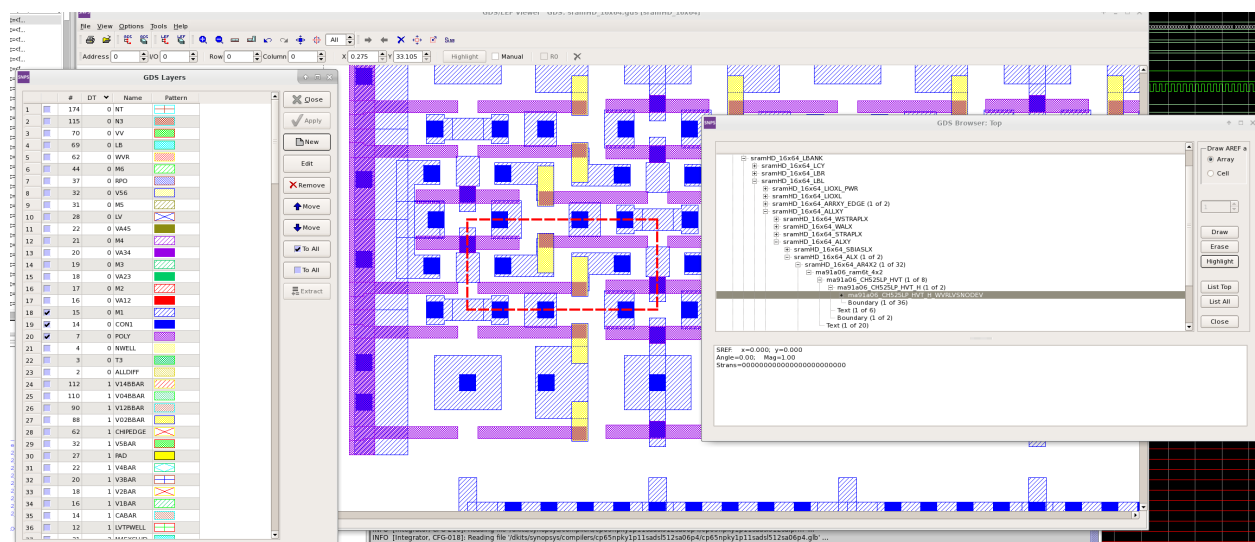 GDS/LEF Viewer - GDS: sramHD_16x64.gds (sramHD_16x64)
File View Options Tools Help
All
Saw
Address 0 I/O 0 Row 0 Column 0 X 0.275 Y 33.105 Highlight Manual R0
SNPS GDS Layers
# DT Name Pattern
1 174 0 NT
2 115 0 N3
3 70 0 VV
4 69 0 LB
5 62 0 WVR
6 44 0 M6
7 37 0 RPO
8 32 0 V56
9 31 0 M5
10 28 0 LV
11 22 0 VA45
12 21 0 M4
13 20 0 VA34
14 19 0 M3
15 18 0 VA23
16 17 0 M2
17 16 0 VA12
18 15 0 M1
19 14 0 CON1
20 7 0 POLY
21 4 0 NWELL
22 3 0 T3
23 2 0 ALLDIFF
24 112 1 V14BBAR
25 110 1 V04BBAR
26 90 1 V12BBAR
27 88 1 V02BBAR
28 62 1 CHIPEDGE
29 32 1 V5BAR
30 27 1 PAD
31 22 1 V4BAR
32 20 1 V3BAR
33 18 1 V2BAR
34 16 1 V1BAR
35 14 1 CABAR
36 12 1 LVTPWELL
Close
Apply
New
Edit
Remove
Move
Move
To All
To All
Extract
SNPS GDS Browser: Top
sramHD_16x64_LBANK
sramHD_16x64_LCY
sramHD_16x64_LBR
sramHD_16x64_LBL
sramHD_16x64_LIOXL_PWR
sramHD_16x64_LIOXL
sramHD_16x64_ARRXY_EDGE (1 of 2)
sramHD_16x64_ALLXY
sramHD_16x64_WSTRAPLX
sramHD_16x64_WALX
sramHD_16x64_STRAPLX
sramHD_16x64_ALXY
sramHD_16x64_SBIASLX
sramHD_16x64_ALX (1 of 2)
sramHD_16x64_AR4X2 (1 of 32)
ma91a06_ram6t_4x2
ma91a06_CH525LP_HVT (1 of 8)
ma91a06_CH525LP_HVT_H (1 of 2)
ma91a06_CH525LP_HVT_H_WVRLVSNODEV
Boundary (1 of 36)
Text (1 of 6)
Boundary (1 of 2)
Text (1 of 20)
Draw AREF a
Array
Cell
1
Draw
Erase
Highlight
List Top
List All
Close
SREF: x=0.000; y=0.000
Angle=0.00; Mag=1.00
INFO [Integrator, CFG-018]: Reading file '/dkits/synopsys/compilers/cp65npky1p11sadsl512sa06p4/cp65npky1p11sadsl512sa06p4.glb' ...